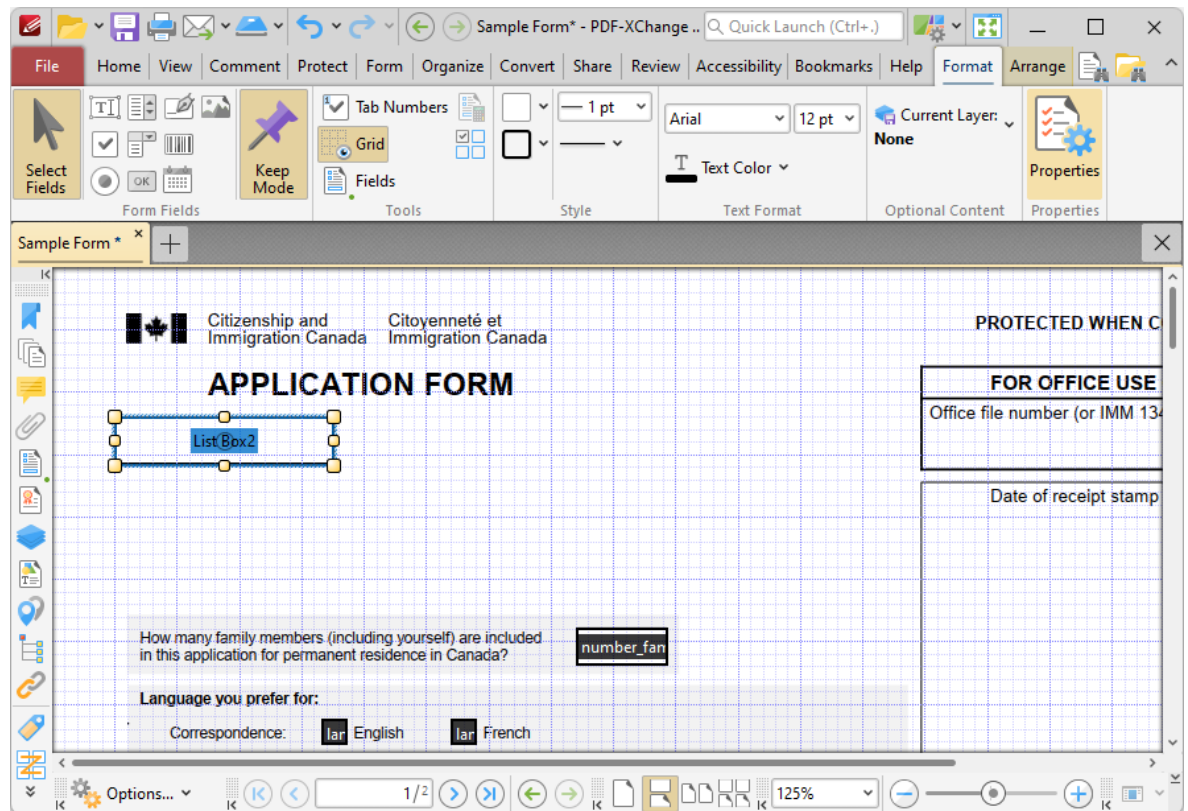 Sample Form* - PDF-XChange ..
Quick Launch (Ctrl+.)
File Home View Comment Protect Form Organize Convert Share Review Accessibility Bookmarks Help Format Arrange
Select Fields
OK
Keep Mode
Tab Numbers
Grid
Fields
1 pt
Arial
12 pt
Text Color
Current Layer:
None
Properties
Form Fields Tools Style Text Format Optional Content Properties
Sample Form *
Citizenship and Citoyenneté et
Immigration Canada Immigration Canada
PROTECTED WHEN C
APPLICATION FORM
FOR OFFICE USE
Office file number (or IMM 134
List Box2
Date of receipt stamp
How many family members (including yourself) are included
in this application for permanent residence in Canada?
number_fan
Language you prefer for:
Correspondence: lar English lar French
Options...
1/2
125%